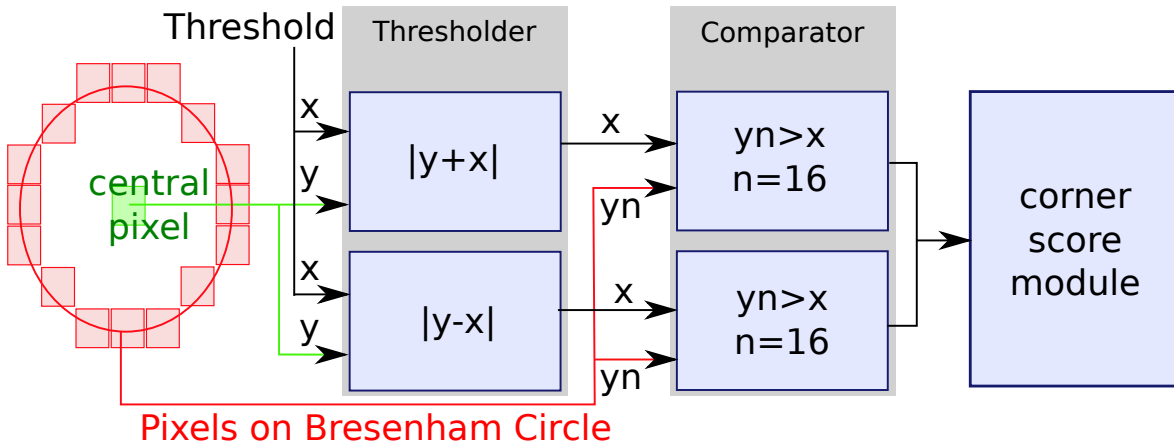 Threshold
Thresholder
Comparator
x
x
|y+x|
yn>x
n=16
central
pixel
y
yn
corner
score
module
x
x
|y-x|
yn>x
n=16
y
yn
Pixels on Bresenham Circle